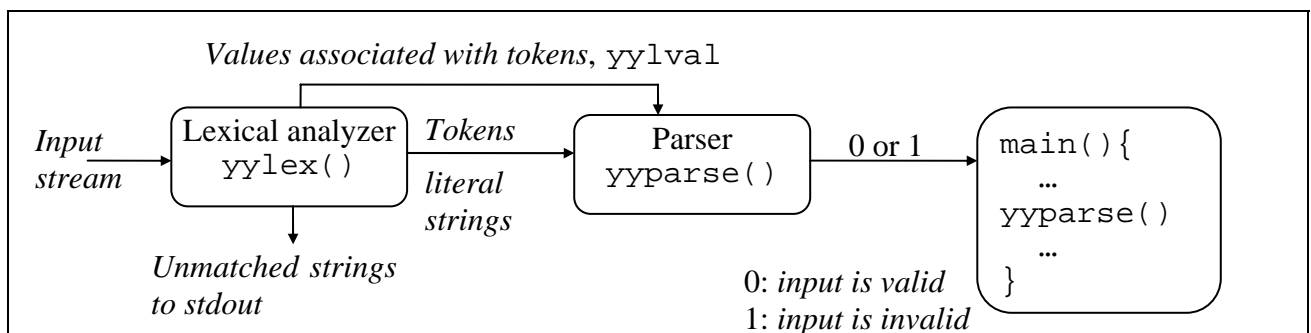 Values associated with tokens, yylval
Input
stream
Lexical analyzer
yylex()
Tokens
literal
strings
Unmatched strings
to stdout
Parser
yyparse()
0 or 1
main(){
…
yyparse()
…
}
0: input is valid
1: input is invalid